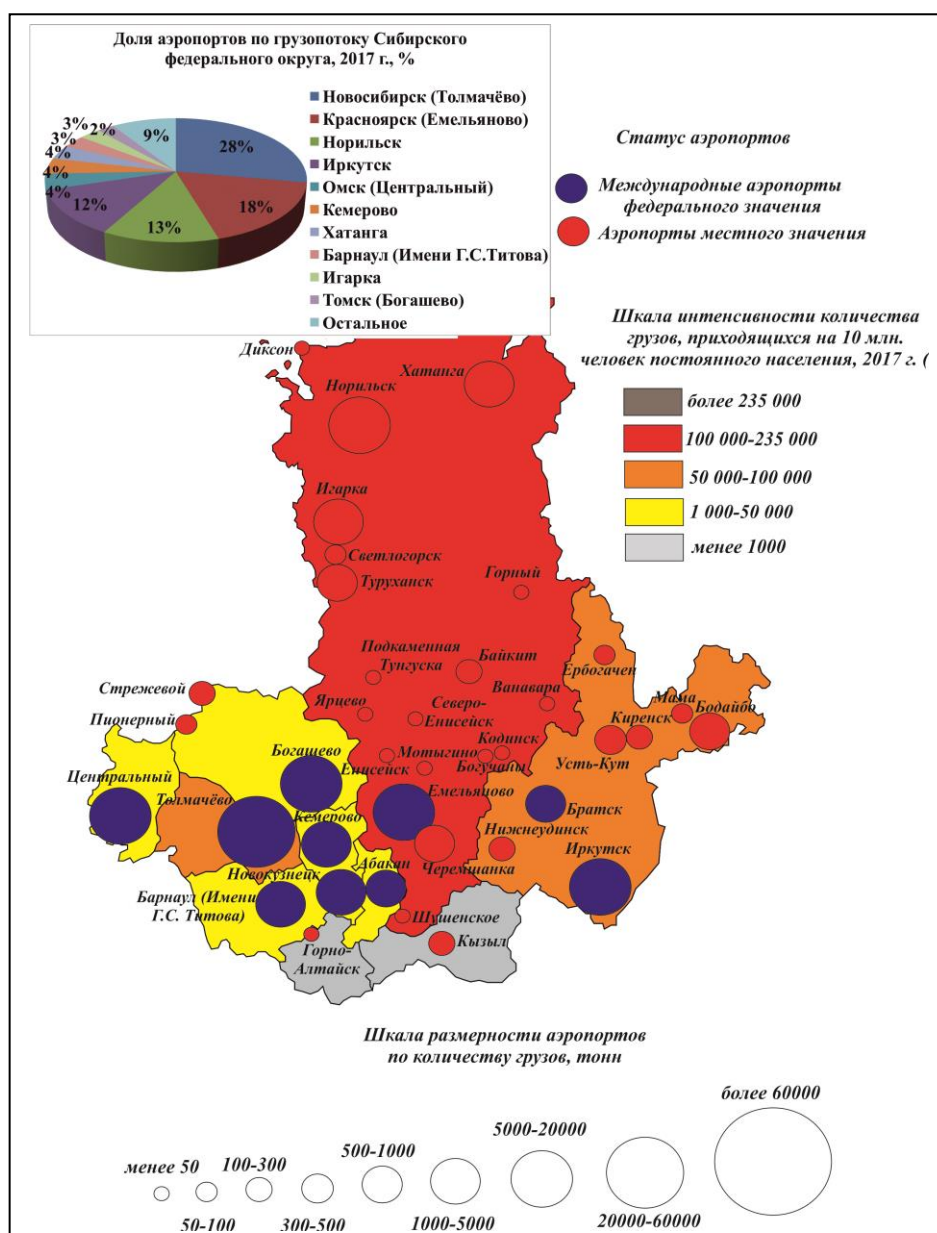 Доля аэропортов по грузопотоку Сибирского
федерального округа, 2017 г., %
28%
18%
13%
12%
4%
4%
4%
3%
3%
2%
9%
Новосибирск (Толмачёво)
Красноярск (Емельяново)
Норильск
Иркутск
Омск (Центральный)
Кемерово
Хатанга
Барнаул (Имени Г.С.Титова)
Игарка
Томск (Богашево)
Остальное
Статус аэропортов
Международные аэропорты
федерального значения
Аэропорты местного значения
Шкала интенсивности количества
грузов, приходящихся на 10 млн.
человек постоянного населения, 2017 г. (
более 235 000
100 000-235 000
50 000-100 000
1 000-50 000
менее 1000
Диксон
Хатанга
Норильск
Игарка
Светлогорск
Туруханск
Горный
Подкаменная
Тунгуска
Байкит
Ербогачен
Ванавара
Стрежевой
Ярцево
Северо-
Енисейск
Мама
Бодайбо
Пионерный
Киренск
Кодинск
Усть-Кут
Богашево
Мотыгино
Богучаны
Енисейск
Центральный
Емельяново
Толмачёво
Братск
Кемерово
Нижнеудинск
Иркутск
Абакан
Черемшанка
Новокузнецк
Барнаул (Имени
Г.С. Титова)
Шушенское
Кызыл
Горно-
Алтайск
Шкала размерности аэропортов
по количеству грузов, тонн
менее 50
50-100
100-300
300-500
500-1000
1000-5000
5000-20000
20000-60000
более 60000